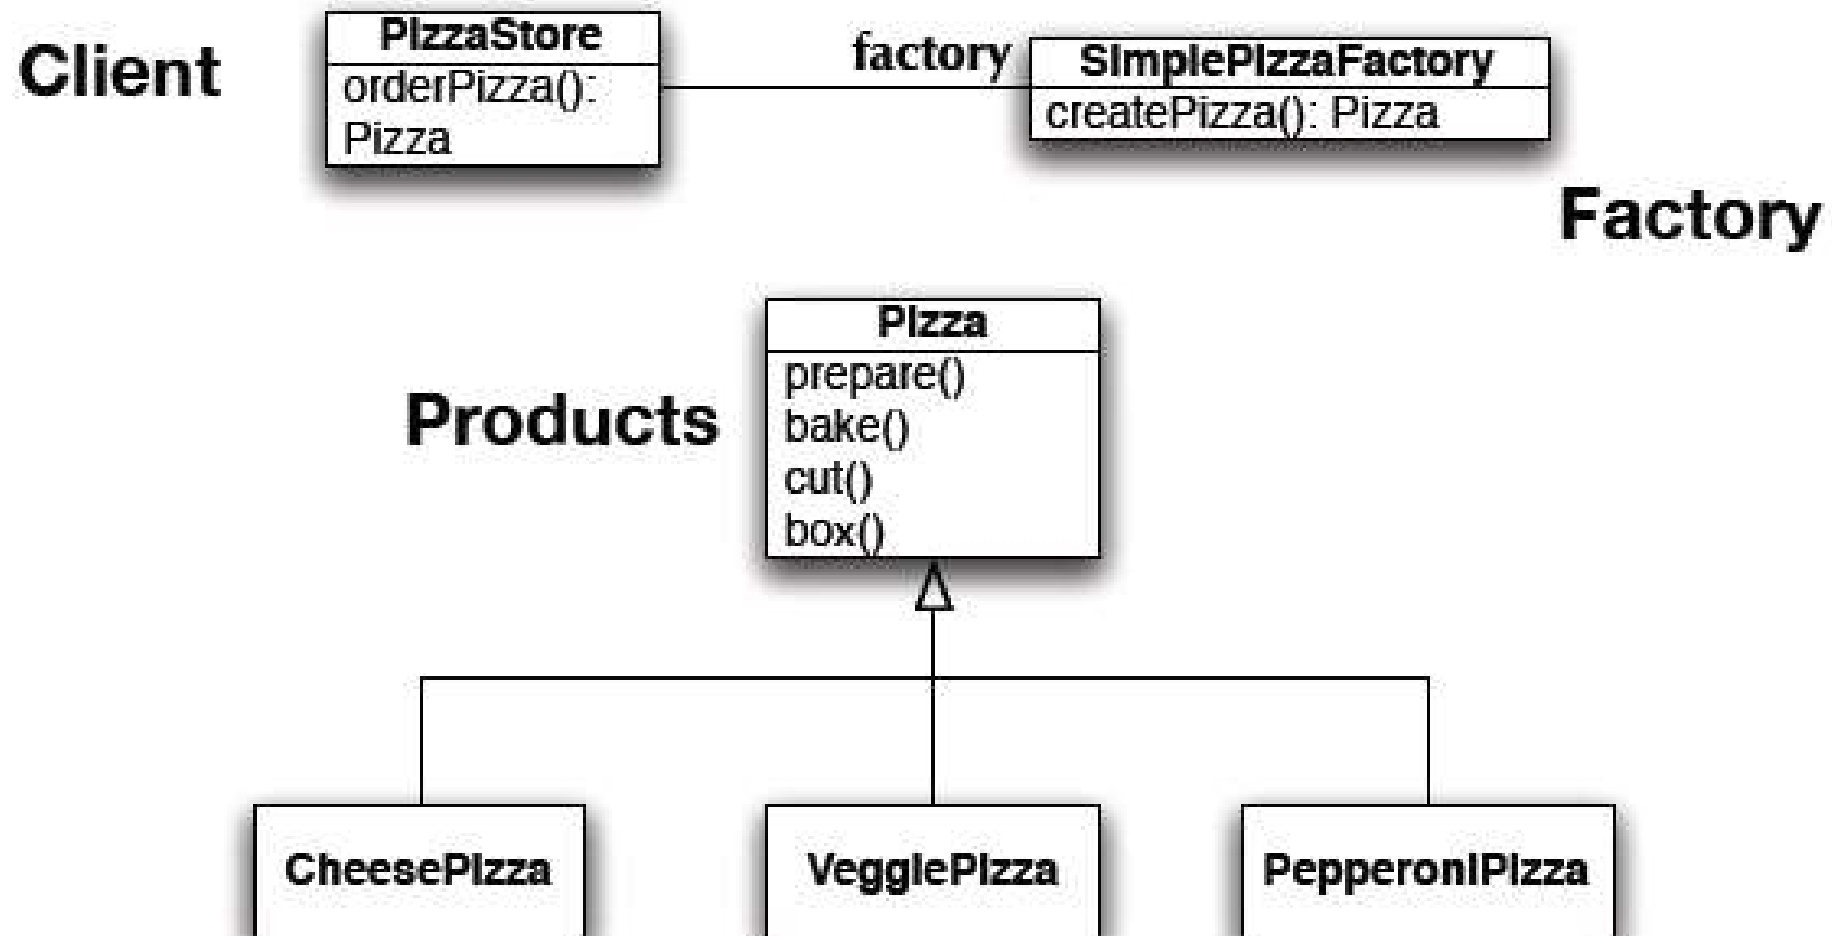 Client
PizzaStore
orderPizza():
Pizza
factory
SimplePizzaFactory
createPizza(): Pizza
Factory
Products
Pizza
prepare()
bake()
cut()
box()
CheesePizza
VeggiePizza
PepperoniPizza